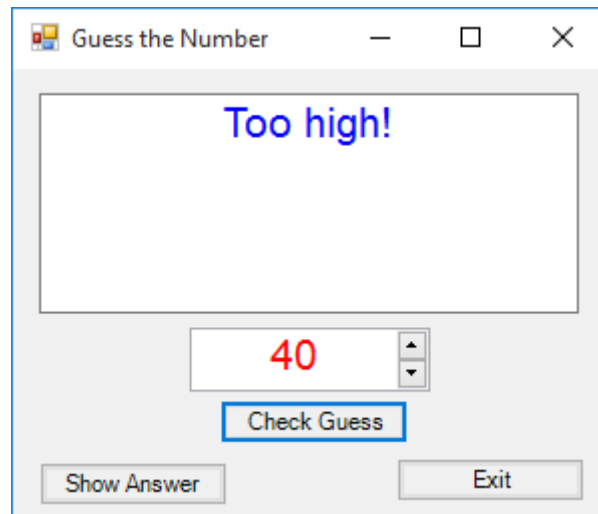 Guess the Number
Too high!
40
Check Guess
Show Answer
Exit